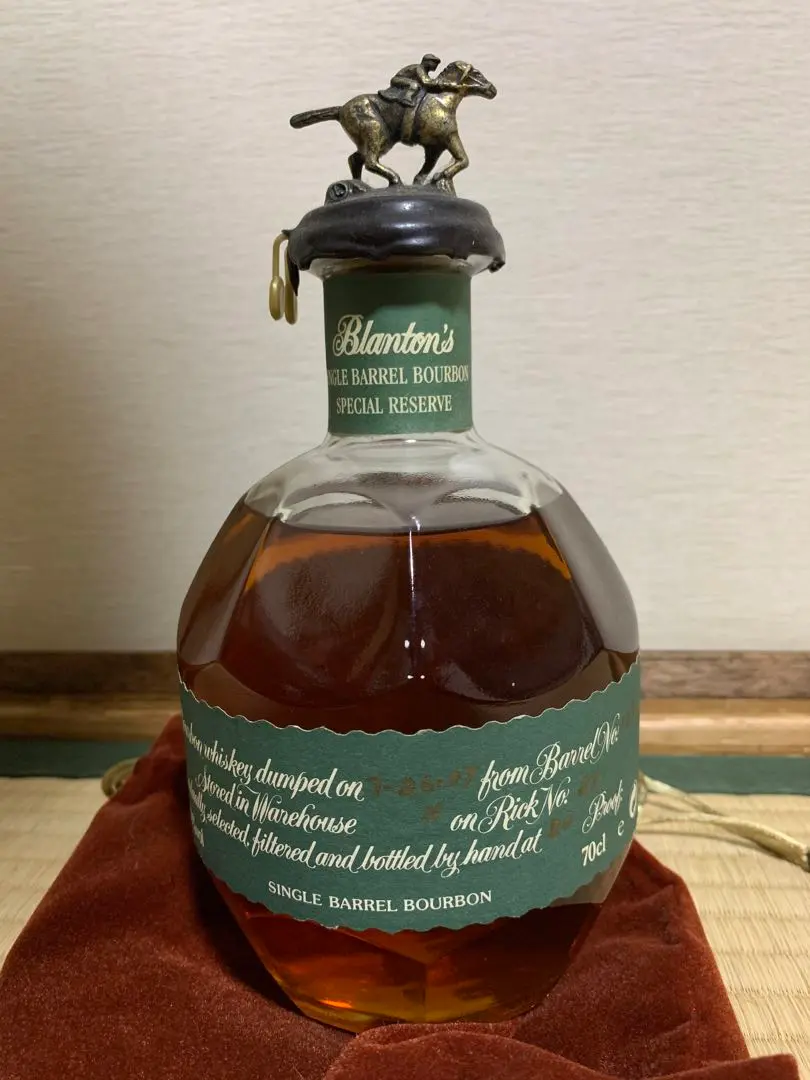 Blanton's
NGLE BARREL BOURBON
SPECIAL RESERVE
whiskey dumped on from Barrel No.
Stored in Warehouse on Rick No.
selected, filtered and bottled by hand at Proof.
70cl e
SINGLE BARREL BOURBON